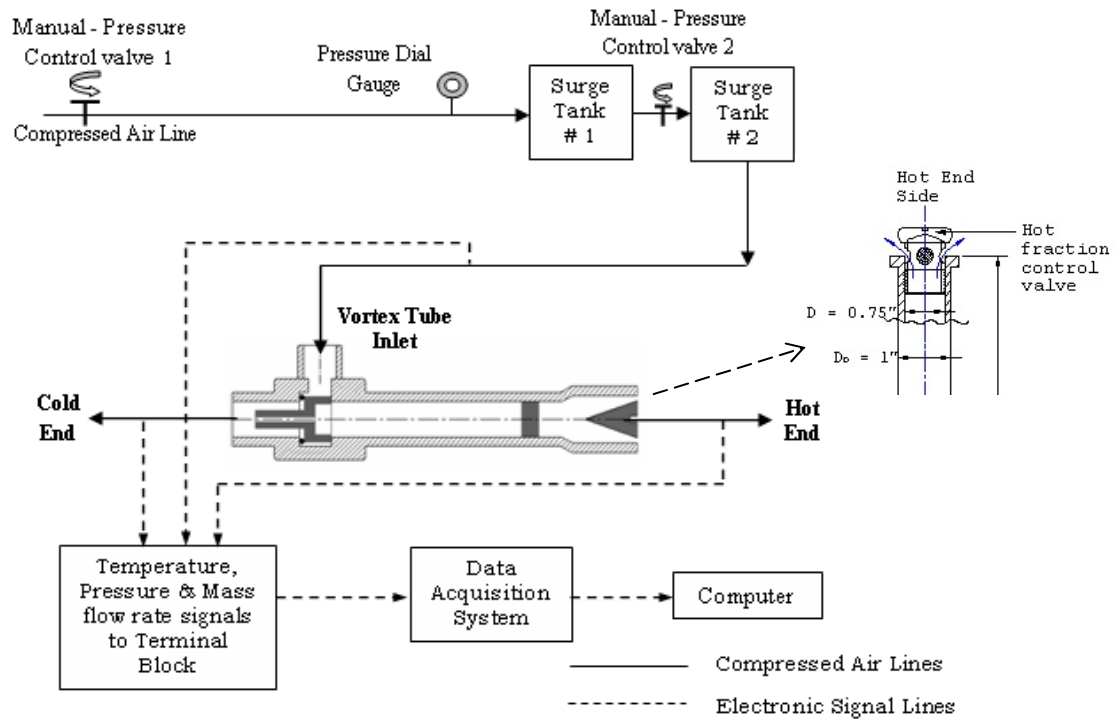 Manual - Pressure
Control valve 1
Pressure Dial
Gauge
Manual - Pressure
Control valve 2
Surge
Tank
# 1
Surge
Tank
# 2
Compressed Air Line
Hot End
Side
Hot
fraction
control
valve
D = 0.75"
Do = 1"
Vortex Tube
Inlet
Cold
End
Hot
End
Temperature,
Pressure & Mass
flow rate signals
to Terminal
Block
Data
Acquisition
System
Computer
Compressed Air Lines
Electronic Signal Lines